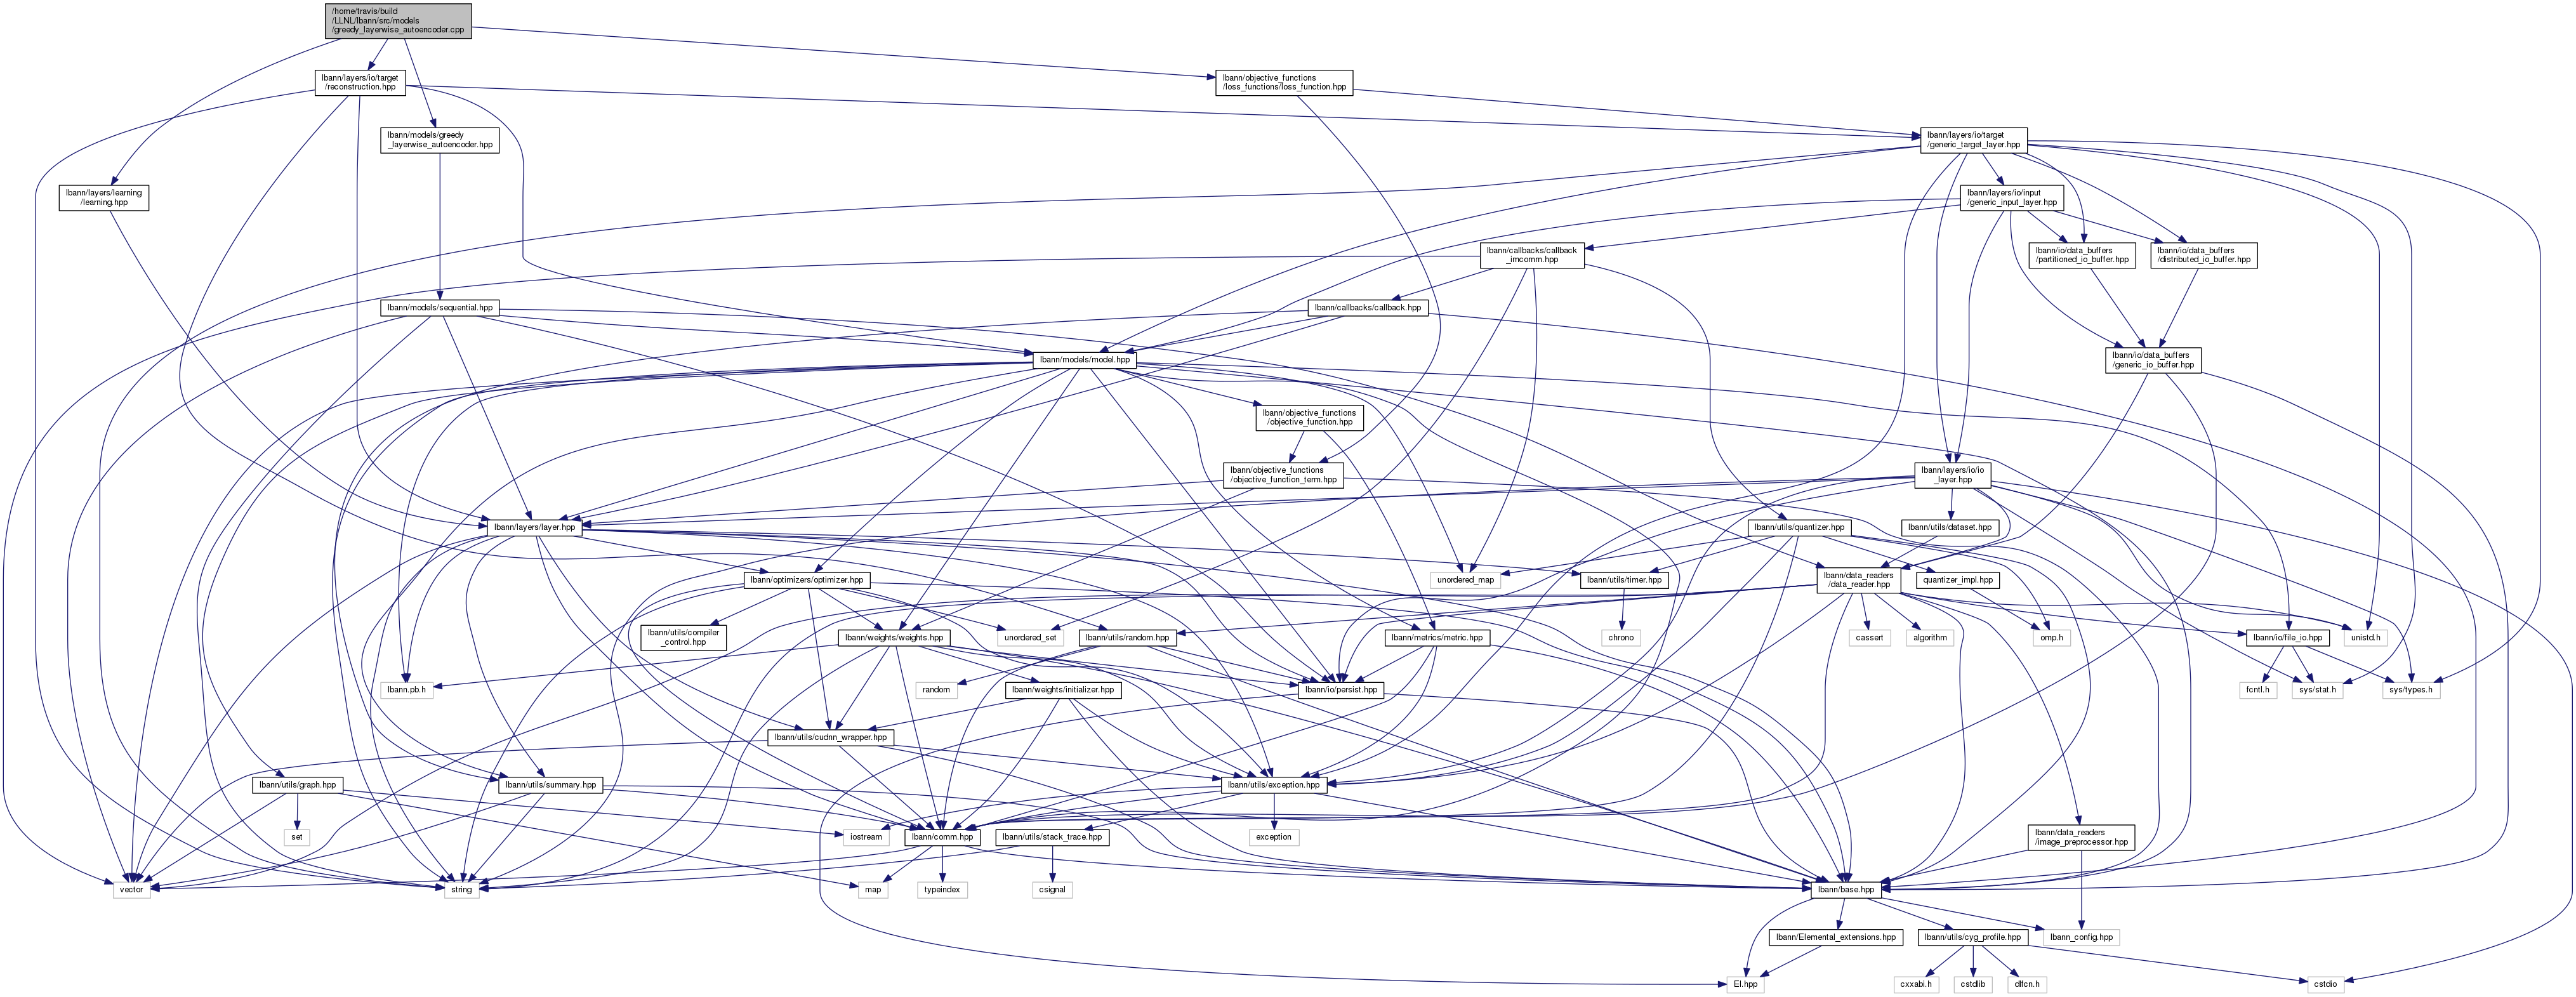 /home/travis/build
/LLNL/lbann/src/models
/greedy_layerwise_autoencoder.cpp
lbann/layers/io/target
/reconstruction.hpp
lbann/objective_functions
/loss_functions/loss_function.hpp
lbann/models/greedy
_layerwise_autoencoder.hpp
lbann/layers/io/target
/generic_target_layer.hpp
lbann/layers/learning
/learning.hpp
lbann/layers/io/input
/generic_input_layer.hpp
lbann/callbacks/callback
_imcomm.hpp
lbann/io/data_buffers
/partitioned_io_buffer.hpp
lbann/io/data_buffers
/distributed_io_buffer.hpp
lbann/models/sequential.hpp
lbann/callbacks/callback.hpp
lbann/models/model.hpp
lbann/io/data_buffers
/generic_io_buffer.hpp
lbann/objective_functions
/objective_function.hpp
lbann/objective_functions
/objective_function_term.hpp
lbann/layers/io/io
_layer.hpp
lbann/layers/layer.hpp
lbann/utils/quantizer.hpp
lbann/utils/dataset.hpp
lbann/optimizers/optimizer.hpp
unordered_map
lbann/utils/timer.hpp
lbann/data_readers
/data_reader.hpp
quantizer_impl.hpp
lbann/utils/compiler
_control.hpp
lbann/weights/weights.hpp
unordered_set
lbann/utils/random.hpp
lbann/metrics/metric.hpp
chrono
cassert
algorithm
omp.h
lbann/io/file_io.hpp
unistd.h
lbann.pb.h
random
lbann/weights/initializer.hpp
lbann/io/persist.hpp
fcntl.h
sys/stat.h
sys/types.h
lbann/utils/cudnn_wrapper.hpp
lbann/utils/graph.hpp
lbann/utils/summary.hpp
lbann/utils/exception.hpp
set
iostream
lbann/comm.hpp
lbann/utils/stack_trace.hpp
exception
lbann/data_readers
/image_preprocessor.hpp
vector
string
map
typeindex
csignal
lbann/base.hpp
lbann/Elemental_extensions.hpp
lbann/utils/cyg_profile.hpp
lbann_config.hpp
El.hpp
cxxabi.h
cstdlib
dlfcn.h
cstdio